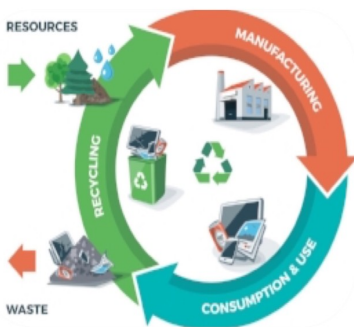 RESOURCES
MANUFACTURING
RECYCLING
CONSUMPTION & USE
WASTE